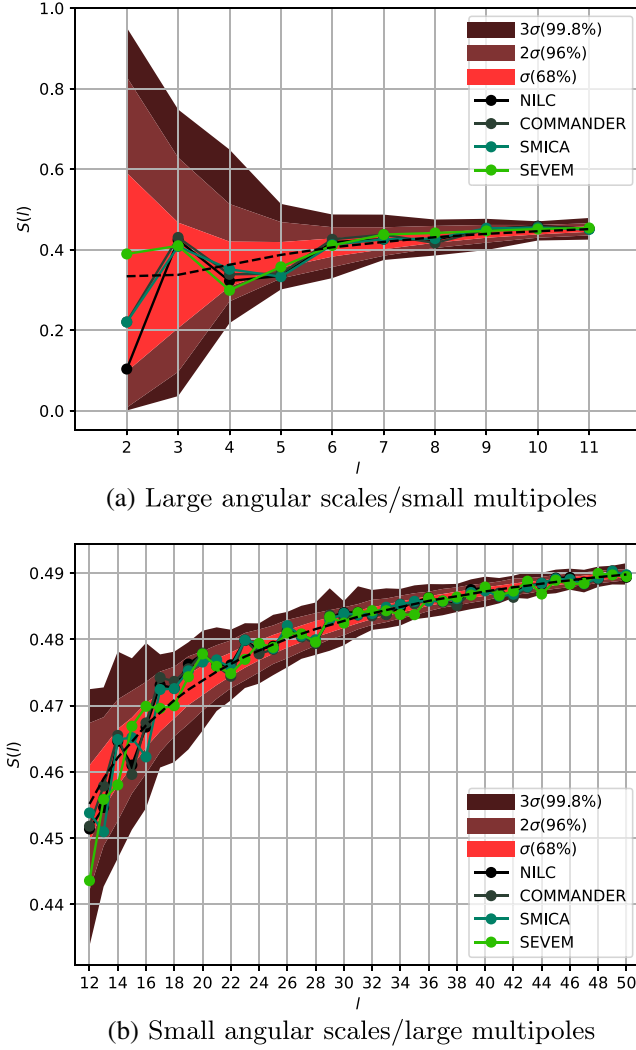 1.0
0.8
0.6
0.4
0.2
0.0
S(l)
3σ(99.8%)
2σ(96%)
σ(68%)
NILC
COMMANDER
SMICA
SEVEM
2 3 4 5 6 7 8 9 10 11
l
(a) Large angular scales/small multipoles
0.49
0.48
0.47
0.46
0.45
0.44
S(l)
3σ(99.8%)
2σ(96%)
σ(68%)
NILC
COMMANDER
SMICA
SEVEM
12 14 16 18 20 22 24 26 28 30 32 34 36 38 40 42 44 46 48 50
l
(b) Small angular scales/large multipoles